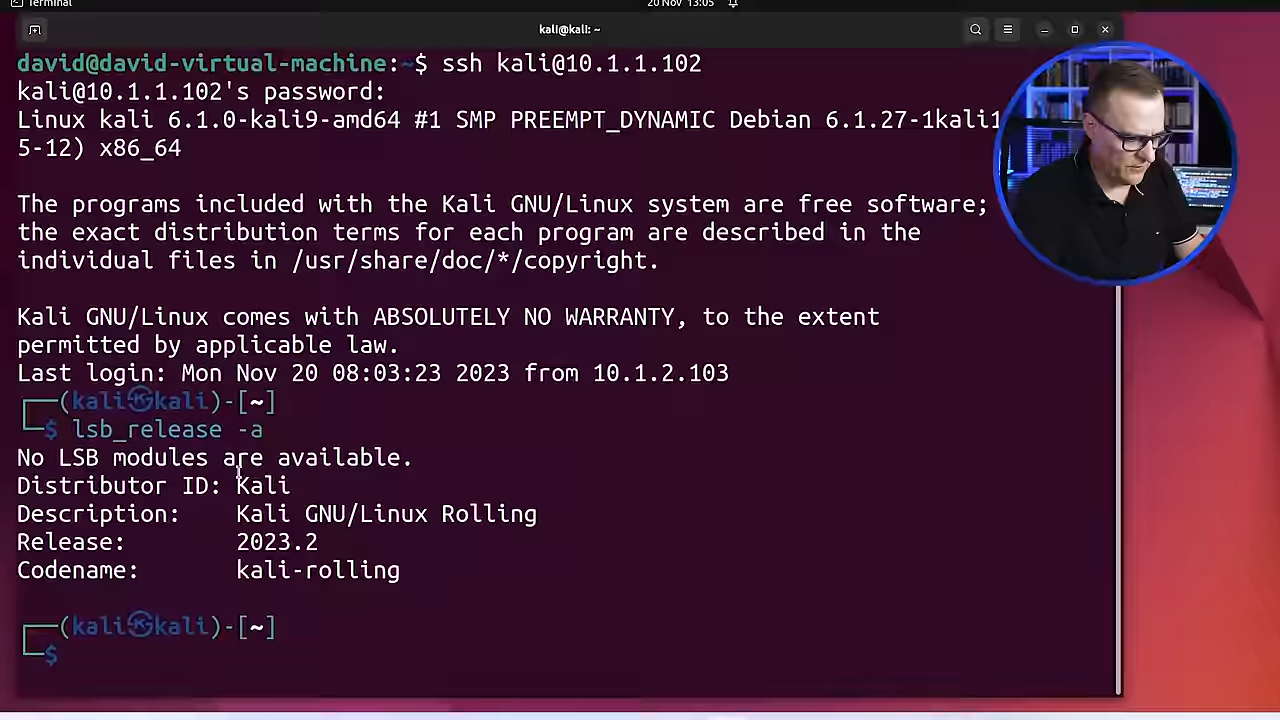 Terminal
20 Nov 13:05
kali@kali: ~
david@david-virtual-machine:~$ ssh kali@10.1.1.102
kali@10.1.1.102's password:
Linux kali 6.1.0-kali9-amd64 #1 SMP PREEMPT_DYNAMIC Debian 6.1.27-1kali1
5-12) x86_64
The programs included with the Kali GNU/Linux system are free software;
the exact distribution terms for each program are described in the
individual files in /usr/share/doc/*/copyright.
Kali GNU/Linux comes with ABSOLUTELY NO WARRANTY, to the extent
permitted by applicable law.
Last login: Mon Nov 20 08:03:23 2023 from 10.1.2.103
┌──(kali㉿kali)-[~]
└─$ lsb_release -a
No LSB modules are available.
Distributor ID: Kali
Description: Kali GNU/Linux Rolling
Release: 2023.2
Codename: kali-rolling
┌──(kali㉿kali)-[~]
└─$